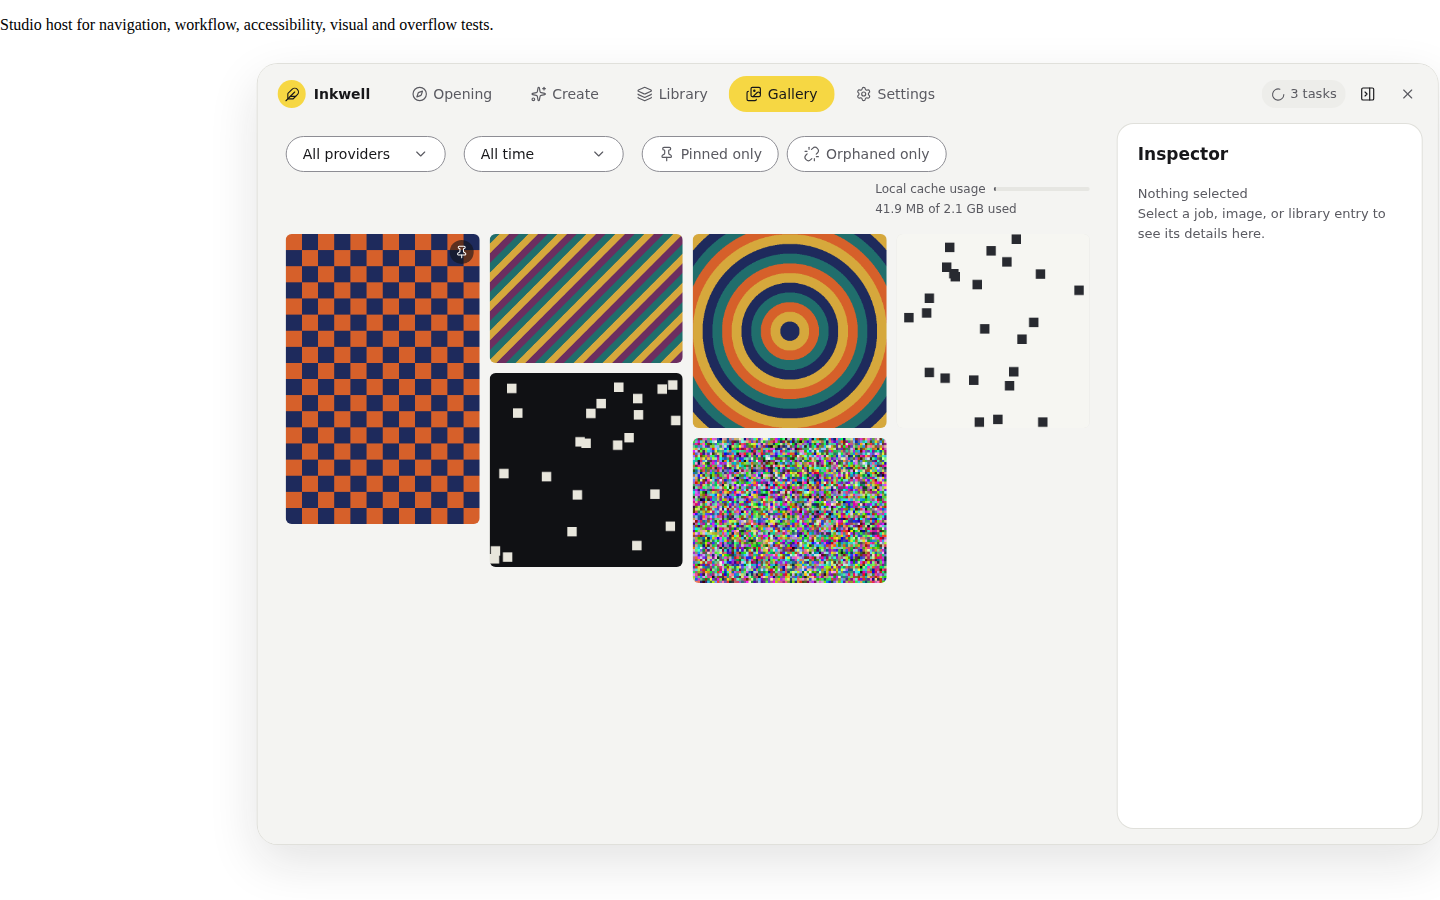 Studio host for navigation, workflow, accessibility, visual and overflow tests.
Inkwell
Opening
Create
Library
Gallery
Settings
3 tasks
All providers
All time
Pinned only
Orphaned only
Local cache usage
41.9 MB of 2.1 GB used
Inspector
Nothing selected
Select a job, image, or library entry to
see its details here.